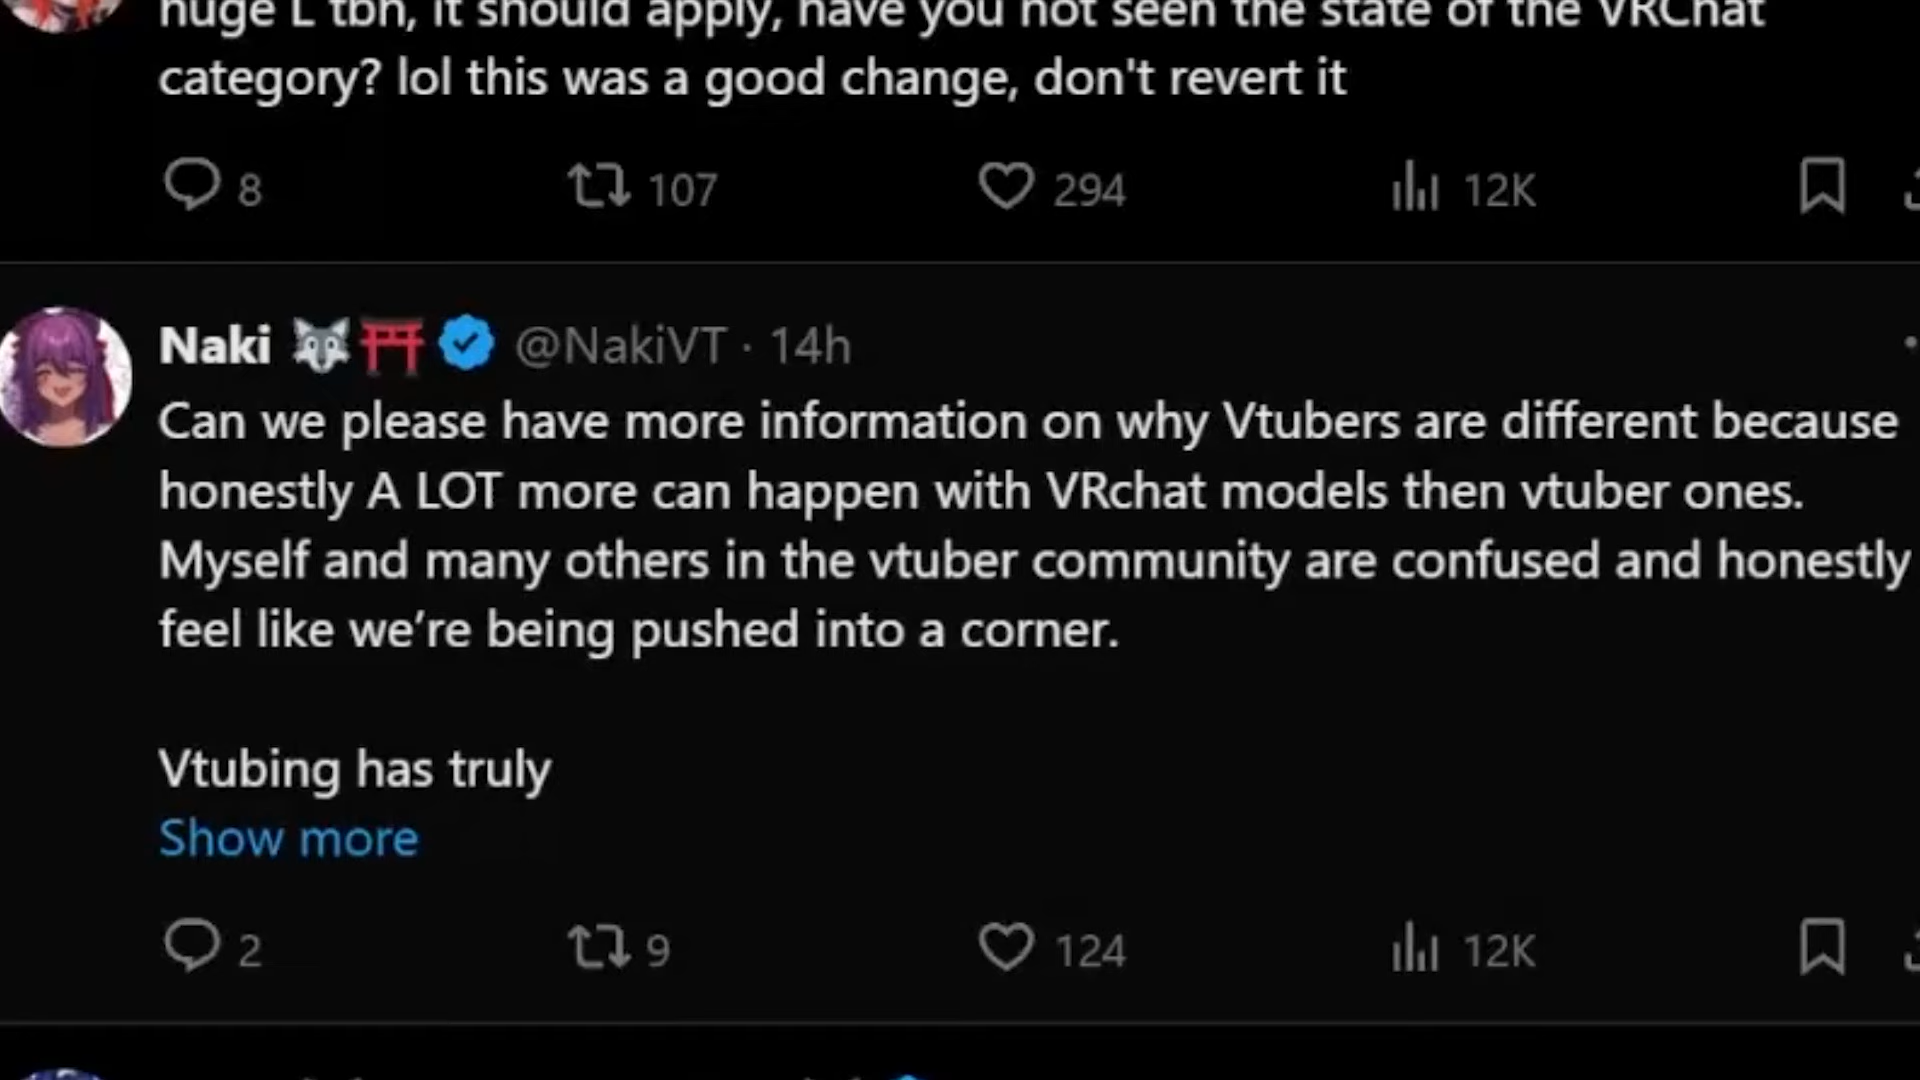 huge L tbh, it should apply, have you not seen the state of the VRChat
category? lol this was a good change, don't revert it
8 107 294 12K
Naki 🐺⛩️ @NakiVT · 14h
Can we please have more information on why Vtubers are different because
honestly A LOT more can happen with VRchat models then vtuber ones.
Myself and many others in the vtuber community are confused and honestly
feel like we’re being pushed into a corner.
Vtubing has truly
Show more
2 9 124 12K